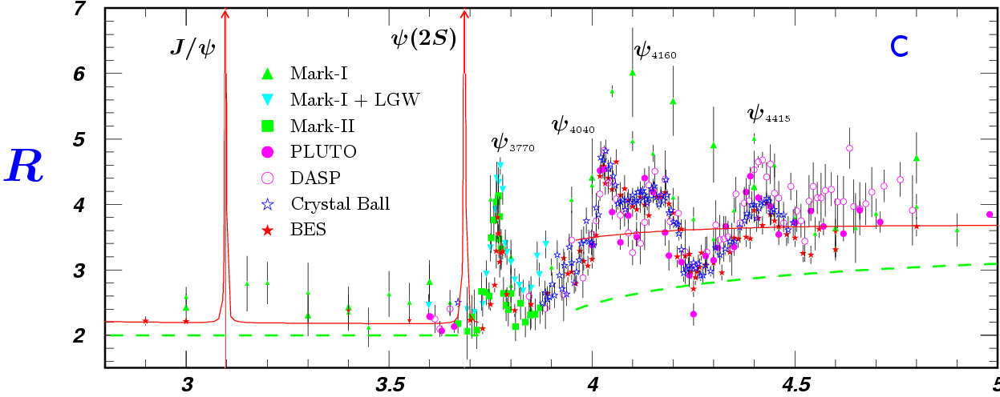 7
J/ψ
ψ(2S)
ψ4160
C
6
Mark-I
Mark-I + LGW
Mark-II
ψ4040
ψ4415
5
ψ3770
PLUTO
R
DASP
4
Crystal Ball
BES
3
2
3
3.5
4
4.5
5